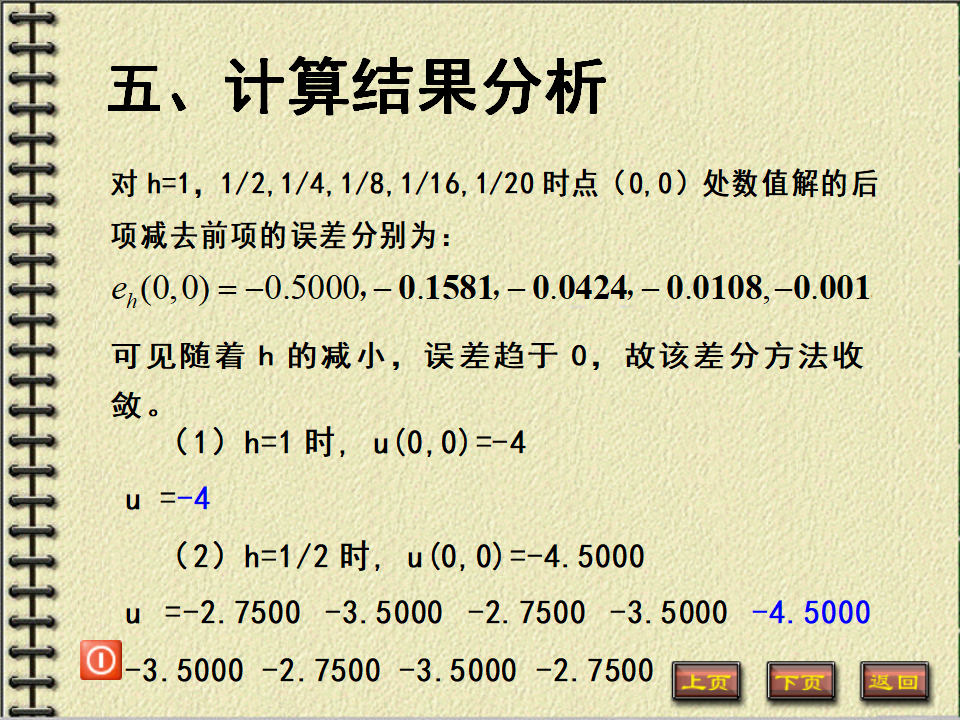 五、计算结果分析
对 h=1，1/2,1/4,1/8,1/16,1/20 时点（0,0）处数值解的后
项减去前项的误差分别为：
eₕ(0,0) = −0.5000，− 0.1581，− 0.0424，− 0.0108, −0.001
可见随着 h 的减小，误差趋于 0，故该差分方法收
敛。
（1）h=1 时, u(0,0)=-4
u =-4
（2）h=1/2 时, u(0,0)=-4.5000
u =-2.7500 -3.5000 -2.7500 -3.5000 -4.5000
-3.5000 -2.7500 -3.5000 -2.7500
上页 下页 返回